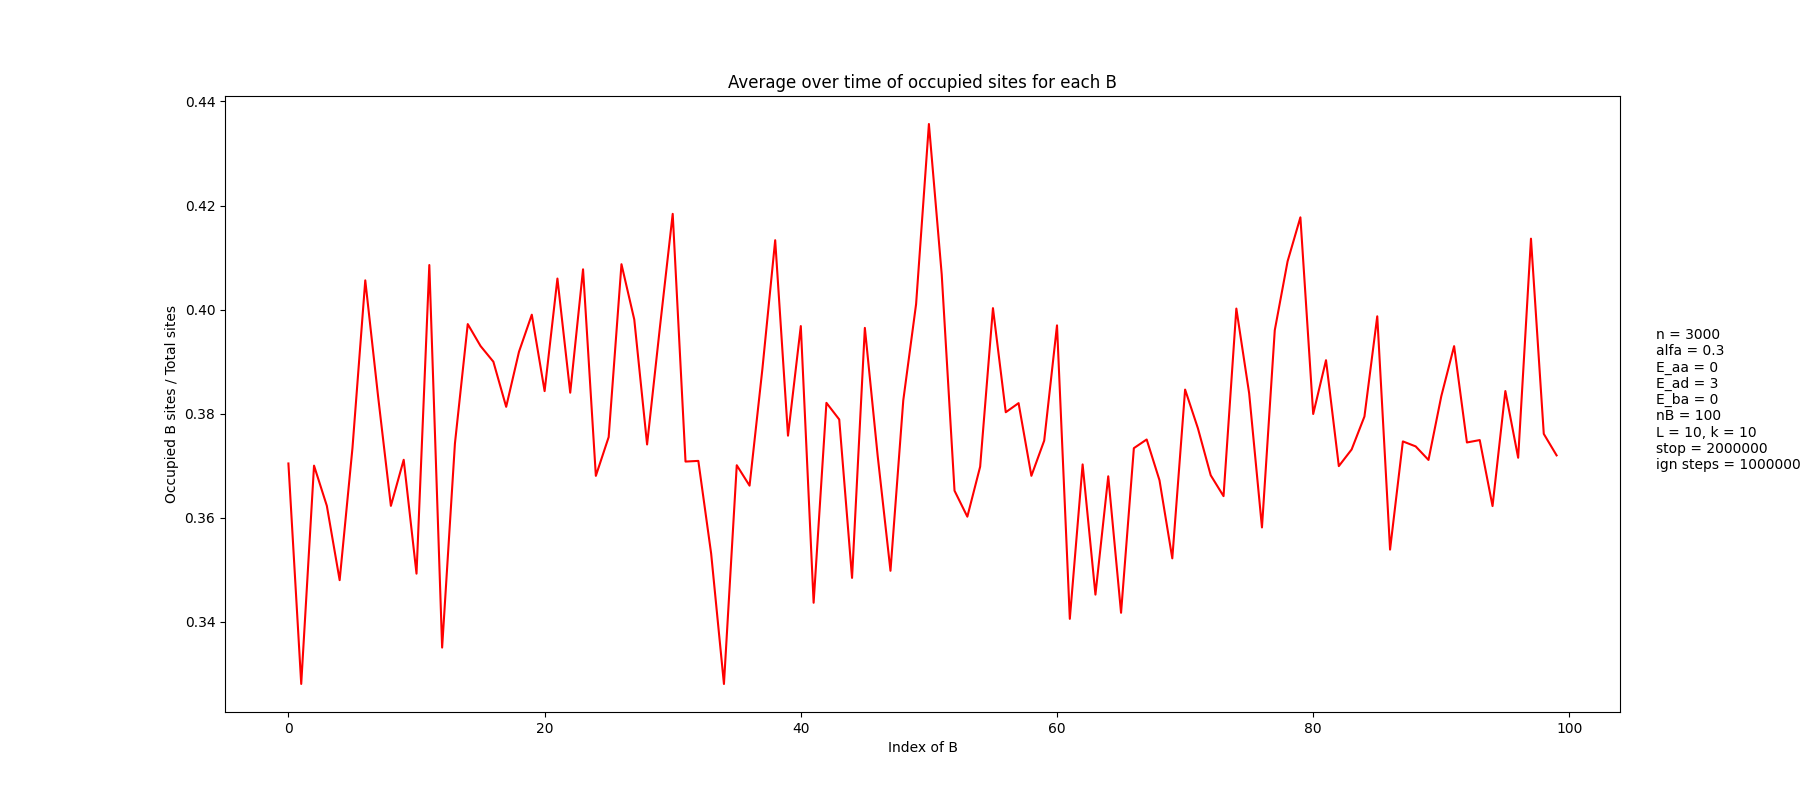 Average over time of occupied sites for each B
0.44
0.42
0.40
0.38
0.36
0.34
Occupied B sites / Total sites
0 20 40 60 80 100
Index of B
n = 3000
alfa = 0.3
E_aa = 0
E_ad = 3
E_ba = 0
nB = 100
L = 10, k = 10
stop = 2000000
ign steps = 1000000